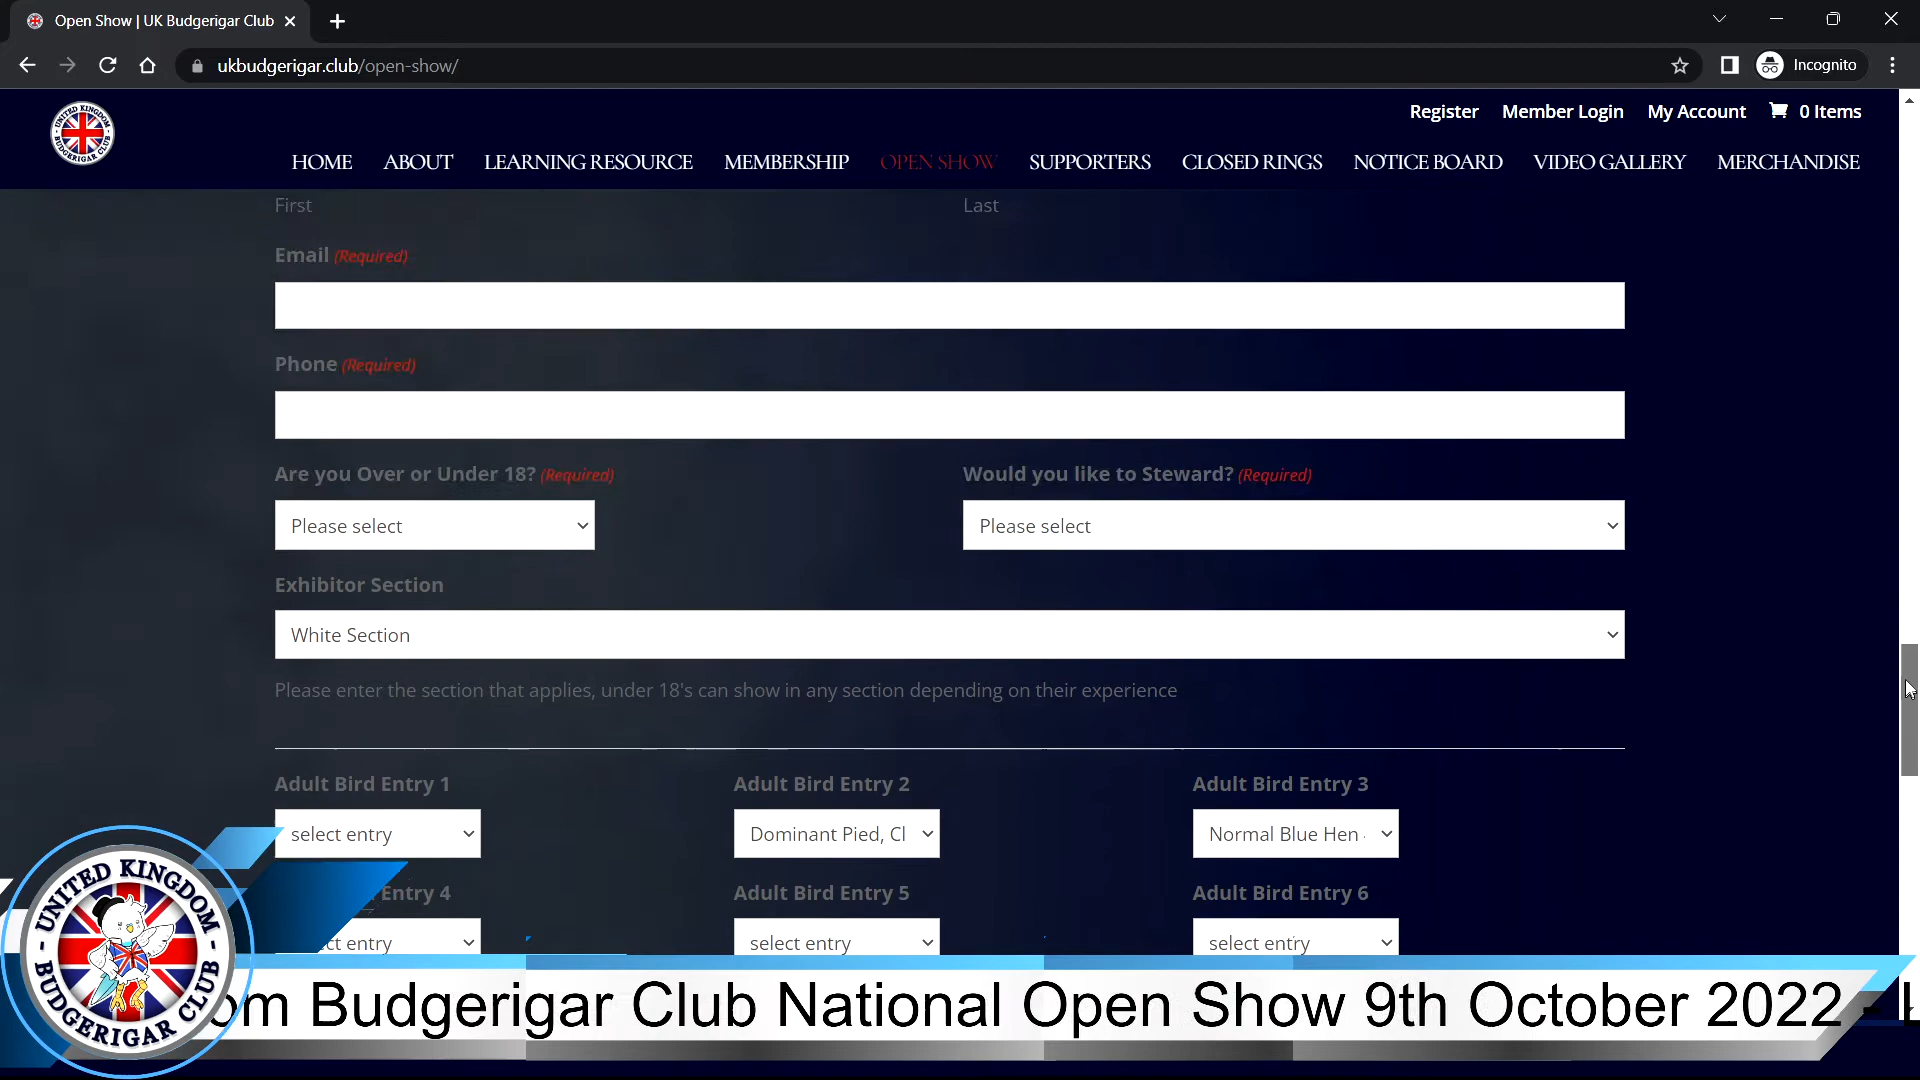 Open Show | UK Budgerigar Club
ukbudgerigar.club/open-show/
Incognito
UNITED KINGDOM
BUDGERIGAR CLUB
Register Member Login My Account 0 Items
HOME ABOUT LEARNING RESOURCE MEMBERSHIP OPEN SHOW SUPPORTERS CLOSED RINGS NOTICE BOARD VIDEO GALLERY MERCHANDISE
First Last
Email (Required)
Phone (Required)
Are you Over or Under 18? (Required) Would you like to Steward? (Required)
Please select Please select
Exhibitor Section
White Section
Please enter the section that applies, under 18's can show in any section depending on their experience
Adult Bird Entry 1 Adult Bird Entry 2 Adult Bird Entry 3
select entry Dominant Pied, Cl Normal Blue Hen
Entry 4 Adult Bird Entry 5 Adult Bird Entry 6
ct entry select entry select entry
- UNITED KINGDOM -
BUDGERIGAR CLUB
om Budgerigar Club National Open Show 9th October 2022 - L